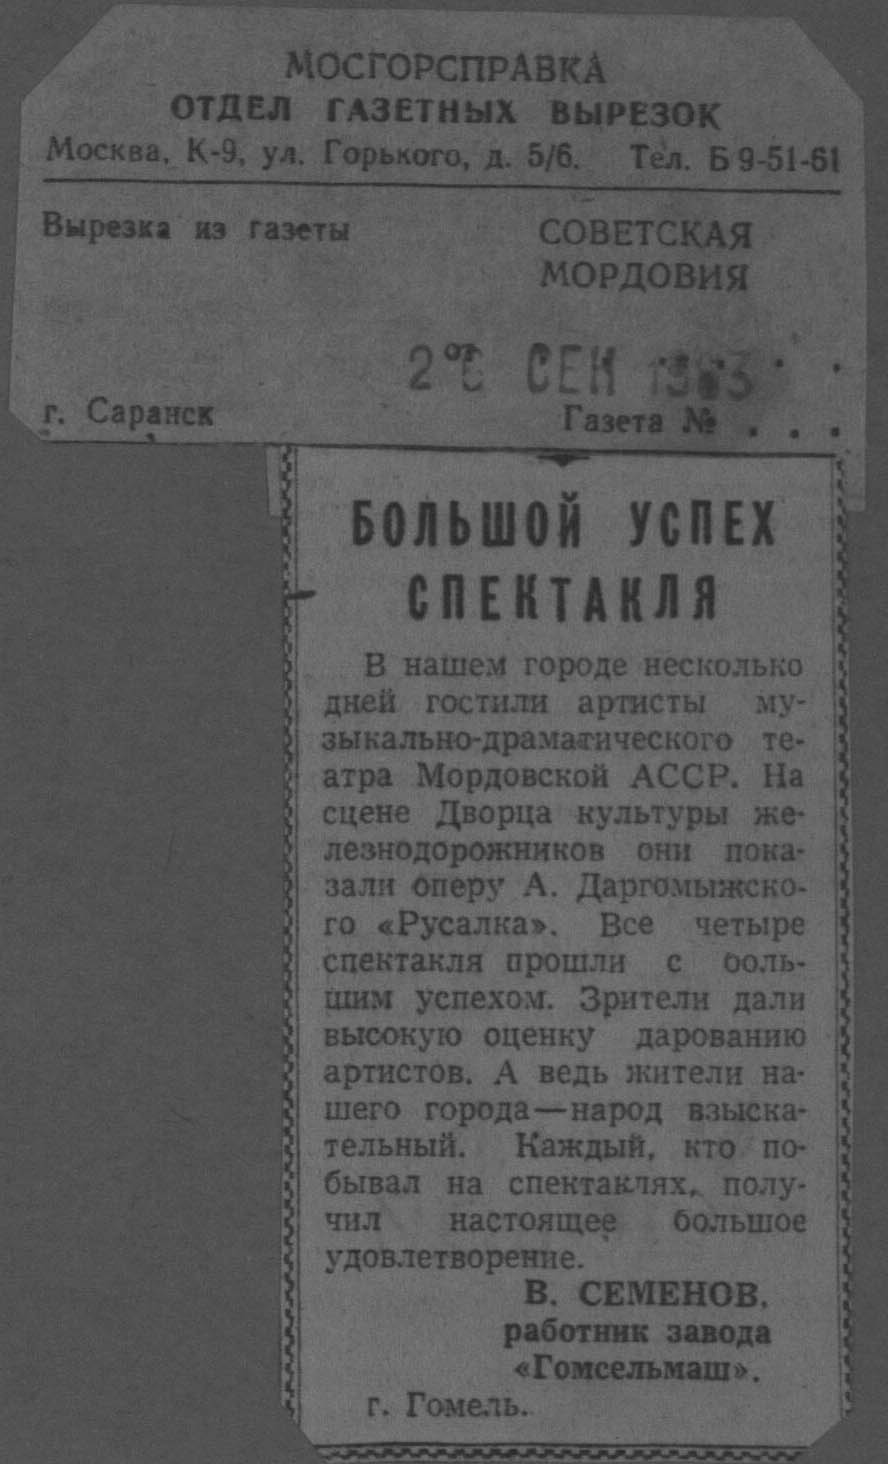 МОСГОРСПРАВКА
ОТДЕЛ ГАЗЕТНЫХ ВЫРЕЗОК
Москва, К-9, ул. Горького, д. 5/6. Тел. Б 9-51-61
Вырезка из газеты СОВЕТСКАЯ
МОРДОВИЯ
от СЕН 1963 . .
г. Саранск Газета № . . .
БОЛЬШОЙ УСПЕХ
СПЕКТАКЛЯ
В нашем городе несколько
дней гостили артисты му-
зыкально-драматического те-
атра Мордовской АССР. На
сцене Дворца культуры же-
лезнодорожников они пока-
зали оперу А. Даргомыжско-
го «Русалка». Все четыре
спектакля прошли с боль-
шим успехом. Зрители дали
высокую оценку дарованию
артистов. А ведь жители на-
шего города—народ взыска-
тельный. Каждый, кто по-
бывал на спектаклях, полу-
чил настоящее большое
удовлетворение.
В. СЕМЕНОВ,
работник завода
«Гомсельмаш».
г. Гомель.